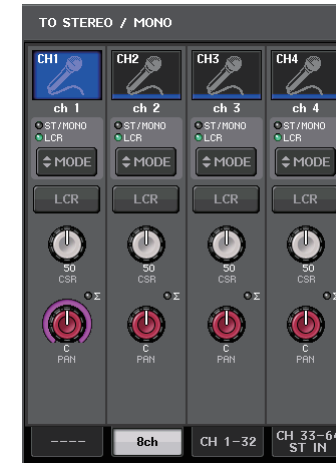 TO STEREO / MONO
CH1 CH2 CH3 CH4
ch 1 ch 2 ch 3 ch 4
ST/MONO ST/MONO ST/MONO ST/MONO
LCR LCR LCR LCR
MODE MODE MODE MODE
LCR LCR LCR LCR
50 50 50 50
CSR CSR CSR CSR
Σ Σ Σ Σ
C C C C
PAN PAN PAN PAN
---- 8ch CH 1-32 CH 33-64
ST IN